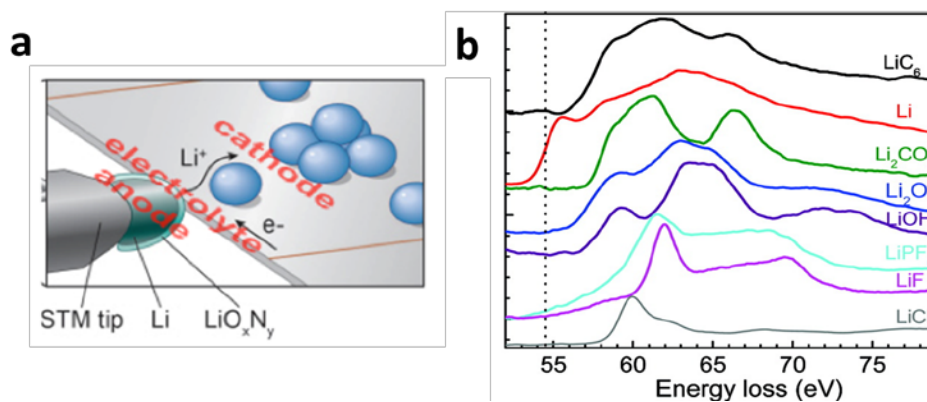 a
b
cathode
electrolyte
anode
Li⁺
e-
STM tip
Li
LiOₓNᵧ
LiC₆
Li
Li₂CO
Li₂O
LiOH
LiPF
LiF
LiC
55 60 65 70 75
Energy loss (eV)